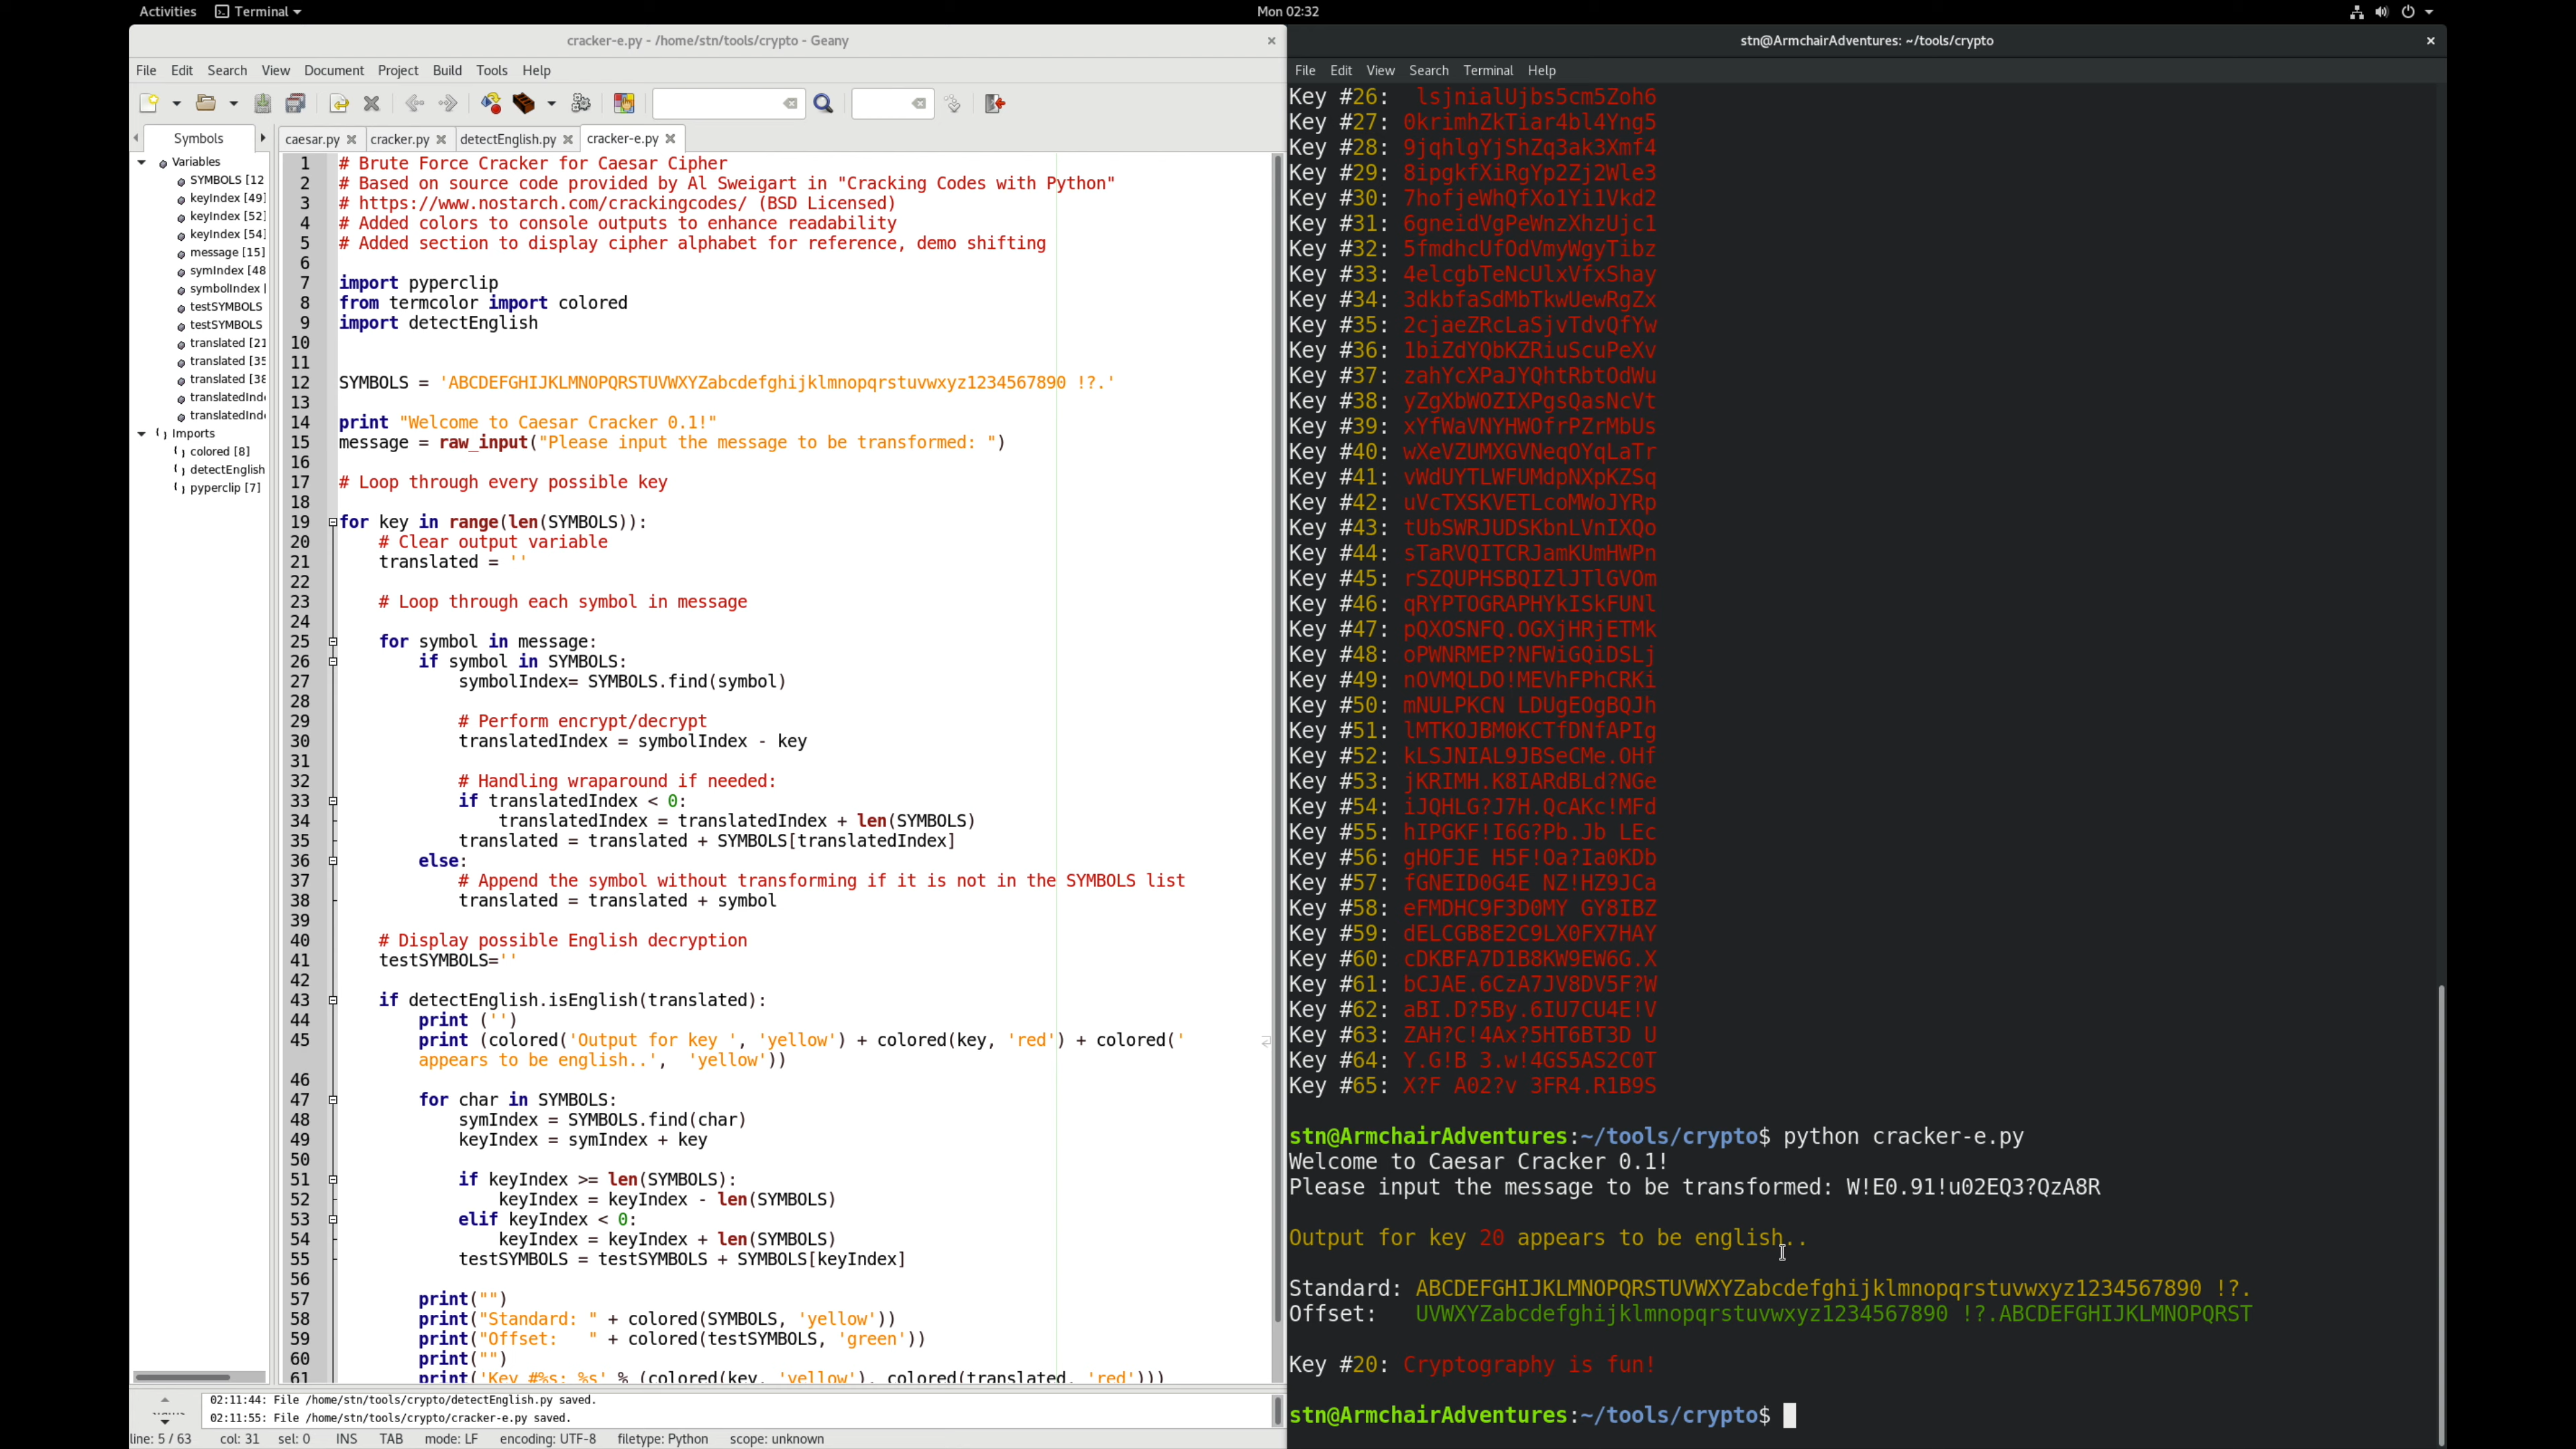 Activities Terminal Mon 02:32
cracker-e.py - /home/stn/tools/crypto - Geany
File Edit Search View Document Project Build Tools Help
Symbols caesar.py cracker.py detectEnglish.py cracker-e.py
Variables
SYMBOLS [12
keyIndex [49]
keyIndex [52]
keyIndex [54]
message [15]
symIndex [48
symbolIndex [
testSYMBOLS
testSYMBOLS
translated [21
translated [35
translated [38
translatedInd
translatedInd
Imports
colored [8]
detectEnglish
pyperclip [7]
1 # Brute Force Cracker for Caesar Cipher
2 # Based on source code provided by Al Sweigart in "Cracking Codes with Python"
3 # https://www.nostarch.com/crackingcodes/ (BSD Licensed)
4 # Added colors to console outputs to enhance readability
5 # Added section to display cipher alphabet for reference, demo shifting
6
7 import pyperclip
8 from termcolor import colored
9 import detectEnglish
10
11
12 SYMBOLS = 'ABCDEFGHIJKLMNOPQRSTUVWXYZabcdefghijklmnopqrstuvwxyz1234567890 !?.'
13
14 print "Welcome to Caesar Cracker 0.1!"
15 message = raw_input("Please input the message to be transformed: ")
16
17 # Loop through every possible key
18
19 for key in range(len(SYMBOLS)):
20 # Clear output variable
21 translated = ''
22
23 # Loop through each symbol in message
24
25 for symbol in message:
26 if symbol in SYMBOLS:
27 symbolIndex= SYMBOLS.find(symbol)
28
29 # Perform encrypt/decrypt
30 translatedIndex = symbolIndex - key
31
32 # Handling wraparound if needed:
33 if translatedIndex < 0:
34 translatedIndex = translatedIndex + len(SYMBOLS)
35 translated = translated + SYMBOLS[translatedIndex]
36 else:
37 # Append the symbol without transforming if it is not in the SYMBOLS list
38 translated = translated + symbol
39
40 # Display possible English decryption
41 testSYMBOLS=''
42
43 if detectEnglish.isEnglish(translated):
44 print ('')
45 print (colored('Output for key ', 'yellow') + colored(key, 'red') + colored('
appears to be english..', 'yellow'))
46
47 for char in SYMBOLS:
48 symIndex = SYMBOLS.find(char)
49 keyIndex = symIndex + key
50
51 if keyIndex >= len(SYMBOLS):
52 keyIndex = keyIndex - len(SYMBOLS)
53 elif keyIndex < 0:
54 keyIndex = keyIndex + len(SYMBOLS)
55 testSYMBOLS = testSYMBOLS + SYMBOLS[keyIndex]
56
57 print("")
58 print("Standard: " + colored(SYMBOLS, 'yellow'))
59 print("Offset:   " + colored(testSYMBOLS, 'green'))
60 print("")
61 print('Key #%s: %s' % (colored(key, 'yellow'), colored(translated, 'red')))
02:11:44: File /home/stn/tools/crypto/detectEnglish.py saved.
02:11:55: File /home/stn/tools/crypto/cracker-e.py saved.
line: 5 / 63 col: 31 sel: 0 INS TAB mode: LF encoding: UTF-8 filetype: Python scope: unknown
stn@ArmchairAdventures: ~/tools/crypto
File Edit View Search Terminal Help
Key #26:  lsjnialUjbs5cm5Zoh6
Key #27: 0krimhZkTiar4bl4Yng5
Key #28: 9jqhlgYjShZq3ak3Xmf4
Key #29: 8ipgkfXiRgYp2Zj2Wle3
Key #30: 7hofjeWhQfXo1Yi1Vkd2
Key #31: 6gneidVgPeWnzXhzUjc1
Key #32: 5fmdhcUfOdVmyWgyTibz
Key #33: 4elcgbTeNcUlxVfxShay
Key #34: 3dkbfaSdMbTkwUewRgZx
Key #35: 2cjaeZRcLaSjvTdvQfYw
Key #36: 1biZdYQbKZRiuScuPeXv
Key #37: zahYcXPaJYQhtRbtOdWu
Key #38: yZgXbWOZIXPgsQasNcVt
Key #39: xYfWaVNYHWOfrPZrMbUs
Key #40: wXeVZUMXGVNeqOYqLaTr
Key #41: vWdUYTLWFUMdpNXpKZSq
Key #42: uVcTXSKVETLcoMWoJYRp
Key #43: tUbSWRJUDSKbnLVnIXQo
Key #44: sTaRVQITCRJamKUmHWPn
Key #45: rSZQUPHSBQIZlJTlGVOm
Key #46: qRYPTOGRAPHYkISkFUNl
Key #47: pQXOSNFQ.OGXjHRjETMk
Key #48: oPWNRMEP?NFWiGQiDSLj
Key #49: nOVMQLDO!MEVhFPhCRKi
Key #50: mNULPKCN LDUgEOgBQJh
Key #51: lMTKOJBM0KCTfDNfAPIg
Key #52: kLSJNIAL9JBSeCMe.OHf
Key #53: jKRIMH.K8IARdBLd?NGe
Key #54: iJQHLG?J7H.QcAKc!MFd
Key #55: hIPGKF!I6G?Pb.Jb LEc
Key #56: gHOFJE H5F!Oa?Ia0KDb
Key #57: fGNEID0G4E NZ!HZ9JCa
Key #58: eFMDHC9F3D0MY GY8IBZ
Key #59: dELCGB8E2C9LX0FX7HAY
Key #60: cDKBFA7D1B8KW9EW6G.X
Key #61: bCJAE.6CzA7JV8DV5F?W
Key #62: aBI.D?5By.6IU7CU4E!V
Key #63: ZAH?C!4Ax?5HT6BT3D U
Key #64: Y.G!B 3.w!4GS5AS2C0T
Key #65: X?F A02?v 3FR4.R1B9S
stn@ArmchairAdventures:~/tools/crypto$ python cracker-e.py
Welcome to Caesar Cracker 0.1!
Please input the message to be transformed: W!E0.91!u02EQ3?QzA8R
Output for key 20 appears to be english..
Standard: ABCDEFGHIJKLMNOPQRSTUVWXYZabcdefghijklmnopqrstuvwxyz1234567890 !?.
Offset:   UVWXYZabcdefghijklmnopqrstuvwxyz1234567890 !?.ABCDEFGHIJKLMNOPQRST
Key #20: Cryptography is fun!
stn@ArmchairAdventures:~/tools/crypto$